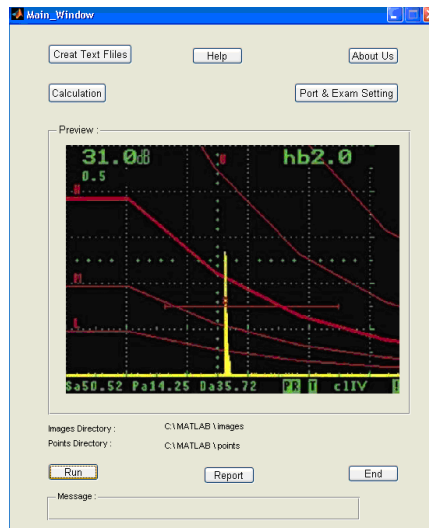 Main_Window
Creat Text Fliles
Help
About Us
Calculation
Port & Exam Setting
Preview :
31.0dB
hb2.0
0.5
H
M
L
Sa50.52 Pa14.25 Da35.72 PR T clIV
Images Directory :
C:\ MATLAB \ images
Points Directory :
C:\ MATLAB \ points
Run
Report
End
Message :